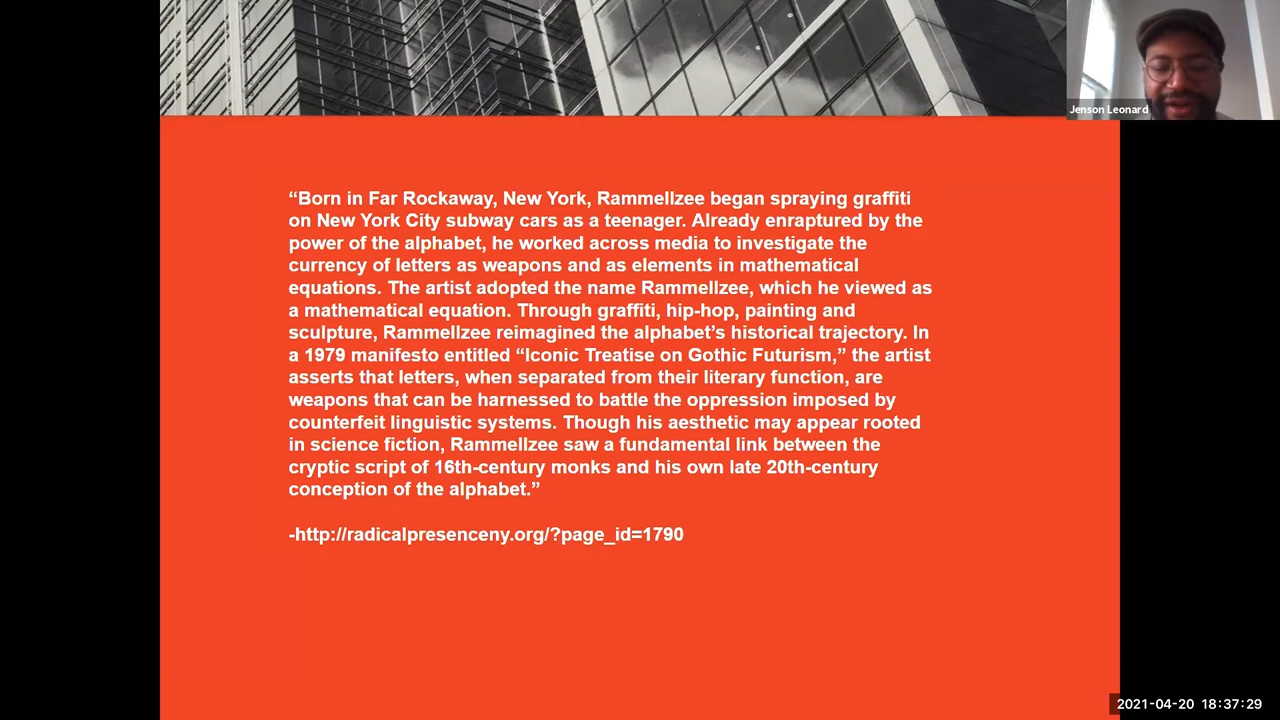 Jenson Leonard
“Born in Far Rockaway, New York, Rammellzee began spraying graffiti
on New York City subway cars as a teenager. Already enraptured by the
power of the alphabet, he worked across media to investigate the
currency of letters as weapons and as elements in mathematical
equations. The artist adopted the name Rammellzee, which he viewed as
a mathematical equation. Through graffiti, hip-hop, painting and
sculpture, Rammellzee reimagined the alphabet’s historical trajectory. In
a 1979 manifesto entitled “Iconic Treatise on Gothic Futurism,” the artist
asserts that letters, when separated from their literary function, are
weapons that can be harnessed to battle the oppression imposed by
counterfeit linguistic systems. Though his aesthetic may appear rooted
in science fiction, Rammellzee saw a fundamental link between the
cryptic script of 16th-century monks and his own late 20th-century
conception of the alphabet.”
-http://radicalpresenceny.org/?page_id=1790
2021-04-20 18:37:29